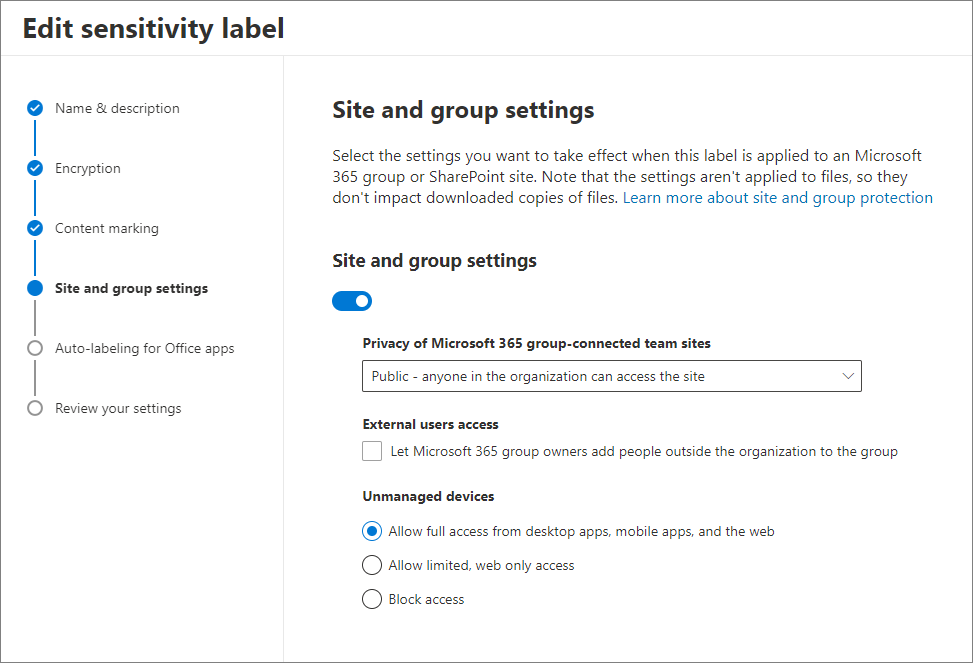 Edit sensitivity label
Name & description
Encryption
Content marking
Site and group settings
Auto-labeling for Office apps
Review your settings
Site and group settings
Select the settings you want to take effect when this label is applied to an Microsoft
365 group or SharePoint site. Note that the settings aren't applied to files, so they
don't impact downloaded copies of files. Learn more about site and group protection
Site and group settings
Privacy of Microsoft 365 group-connected team sites
Public - anyone in the organization can access the site
External users access
Let Microsoft 365 group owners add people outside the organization to the group
Unmanaged devices
Allow full access from desktop apps, mobile apps, and the web
Allow limited, web only access
Block access